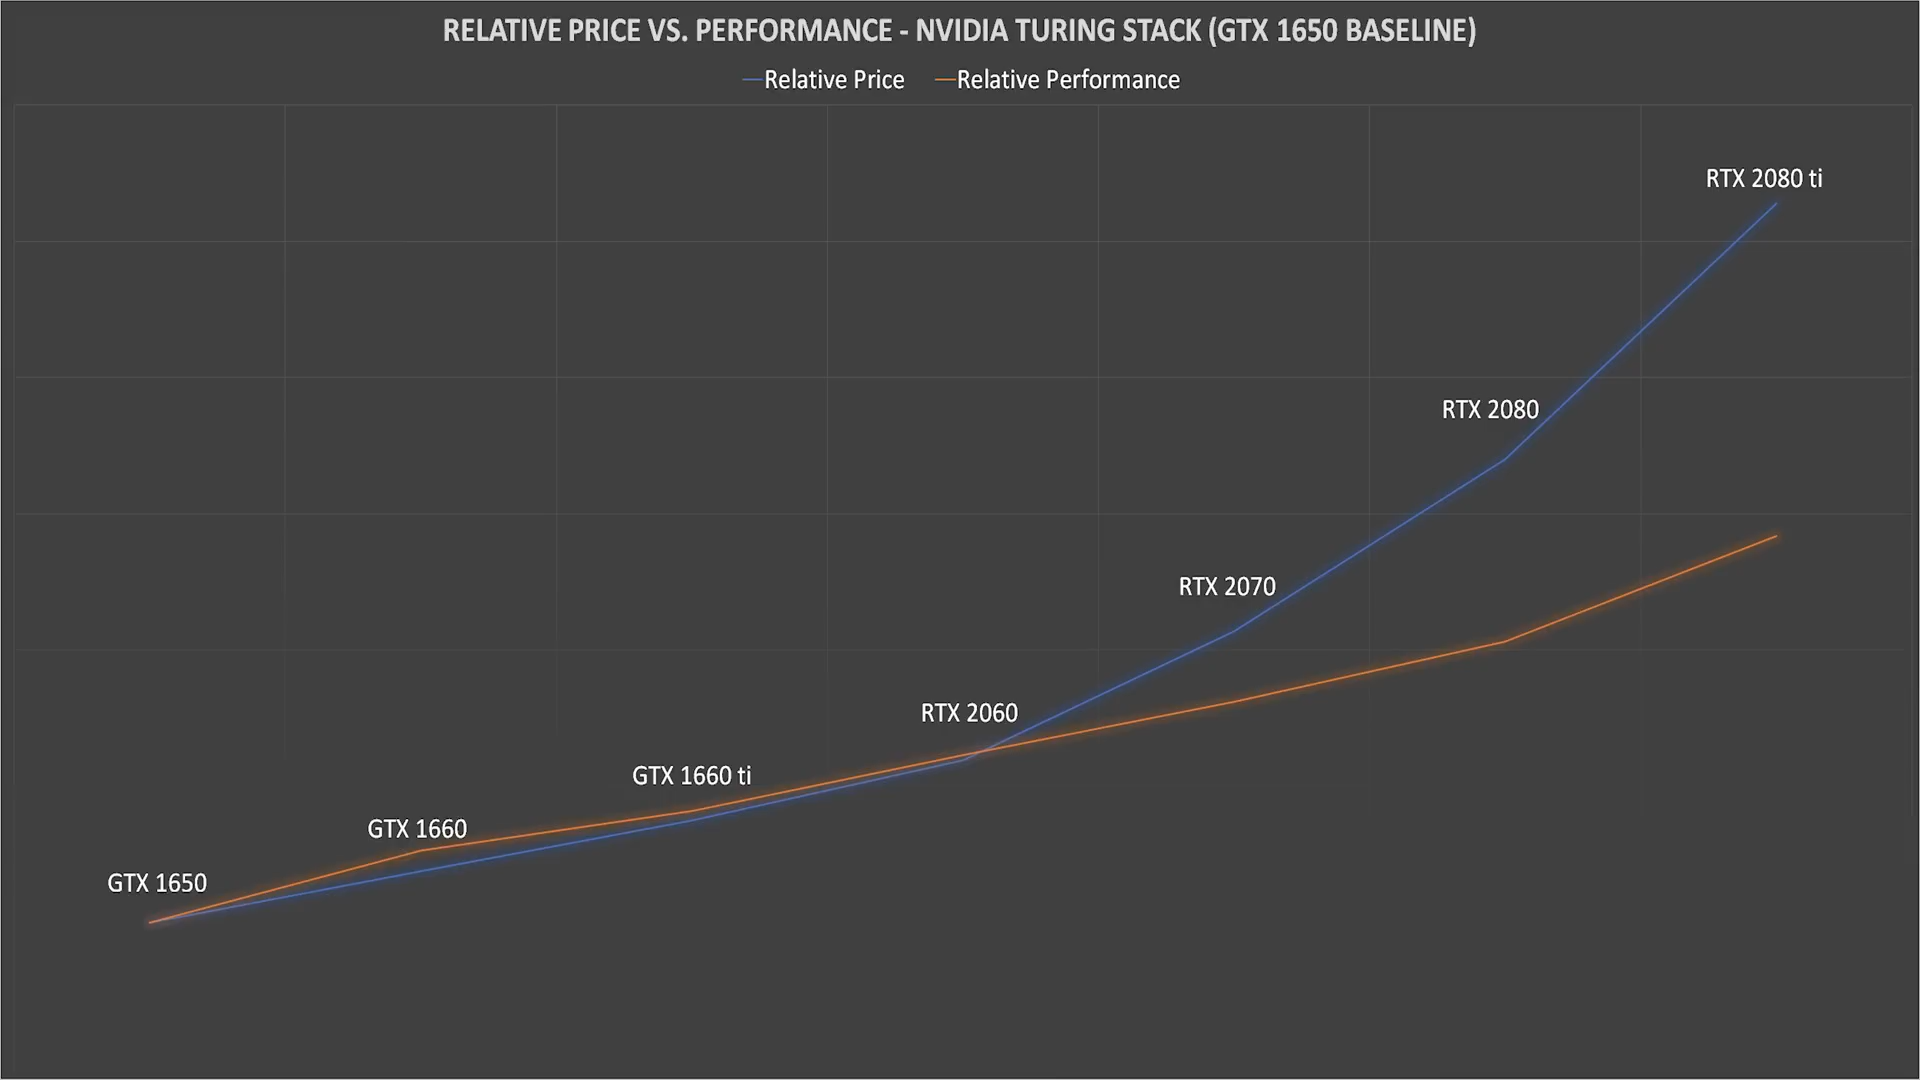 RELATIVE PRICE VS. PERFORMANCE - NVIDIA TURING STACK (GTX 1650 BASELINE)
Relative Price Relative Performance
RTX 2080 ti
RTX 2080
RTX 2070
RTX 2060
GTX 1660 ti
GTX 1660
GTX 1650